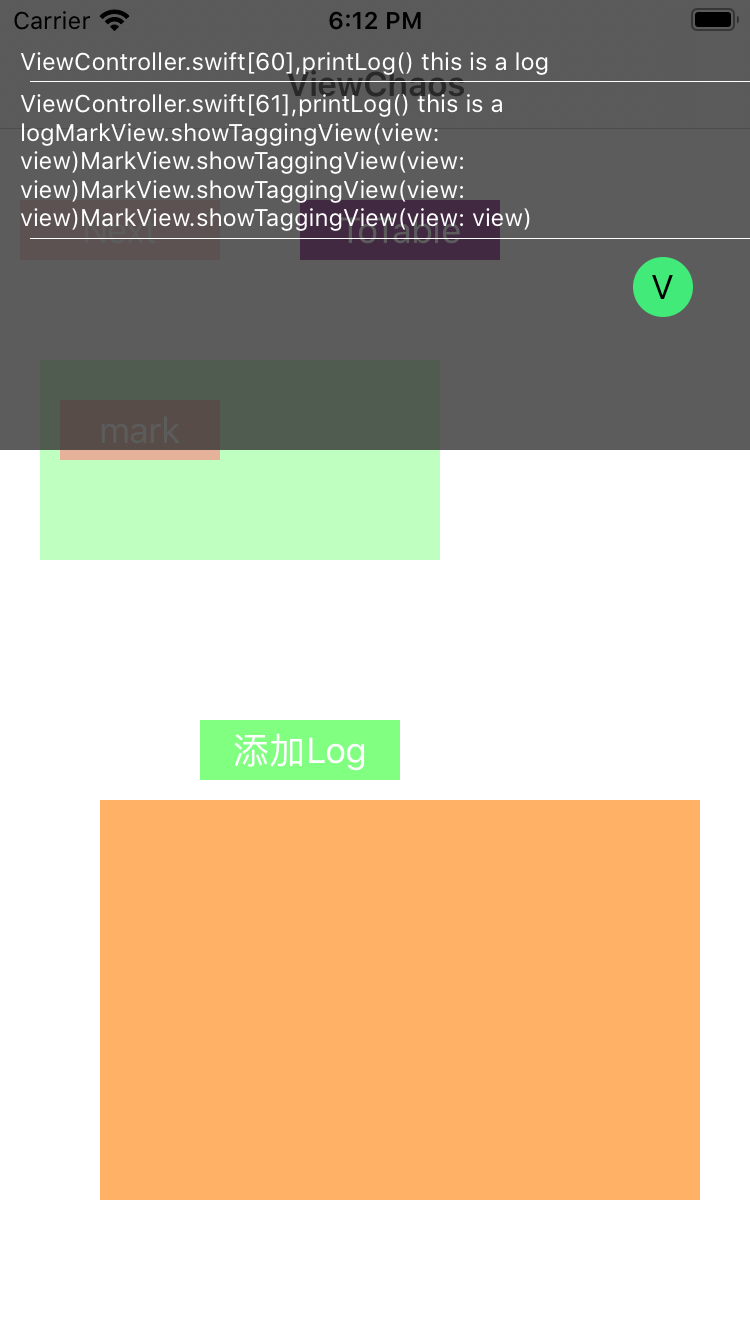 Carrier 6:12 PM
ViewController.swift[60],printLog() this is a log
ViewChaos
ViewController.swift[61],printLog() this is a
logMarkView.showTaggingView(view:
view)MarkView.showTaggingView(view:
view)MarkView.showTaggingView(view:
view)MarkView.showTaggingView(view: view)
Next ToTable
V
mark
添加Log